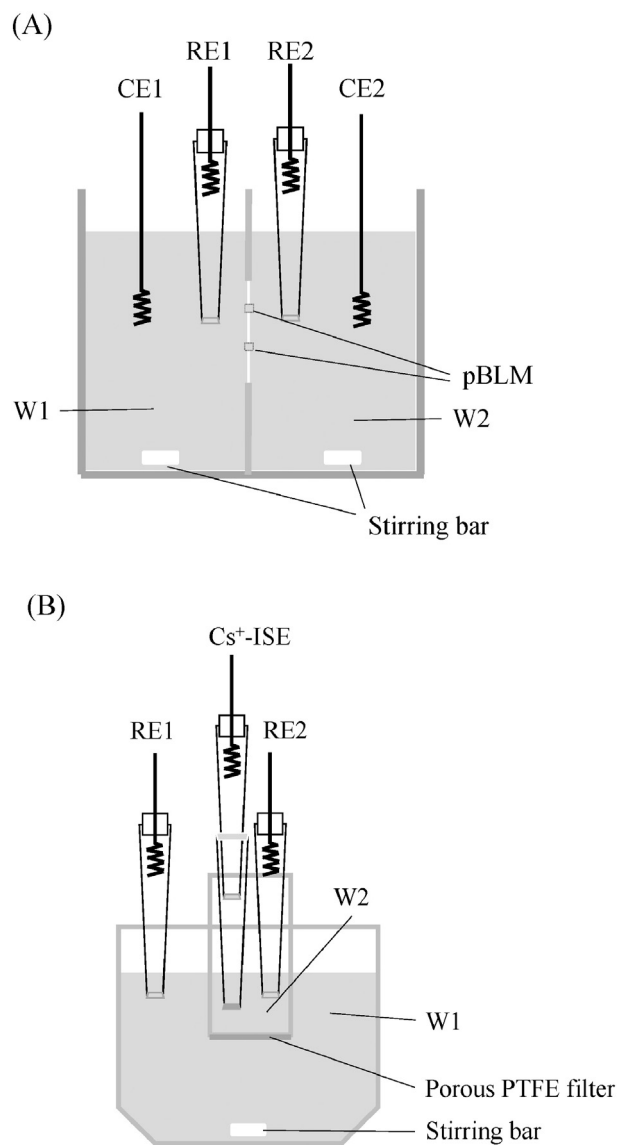 (A)
RE1 RE2
CE1 CE2
pBLM
W1 W2
Stirring bar
(B)
Cs⁺-ISE
RE1 RE2
W2
W1
Porous PTFE filter
Stirring bar